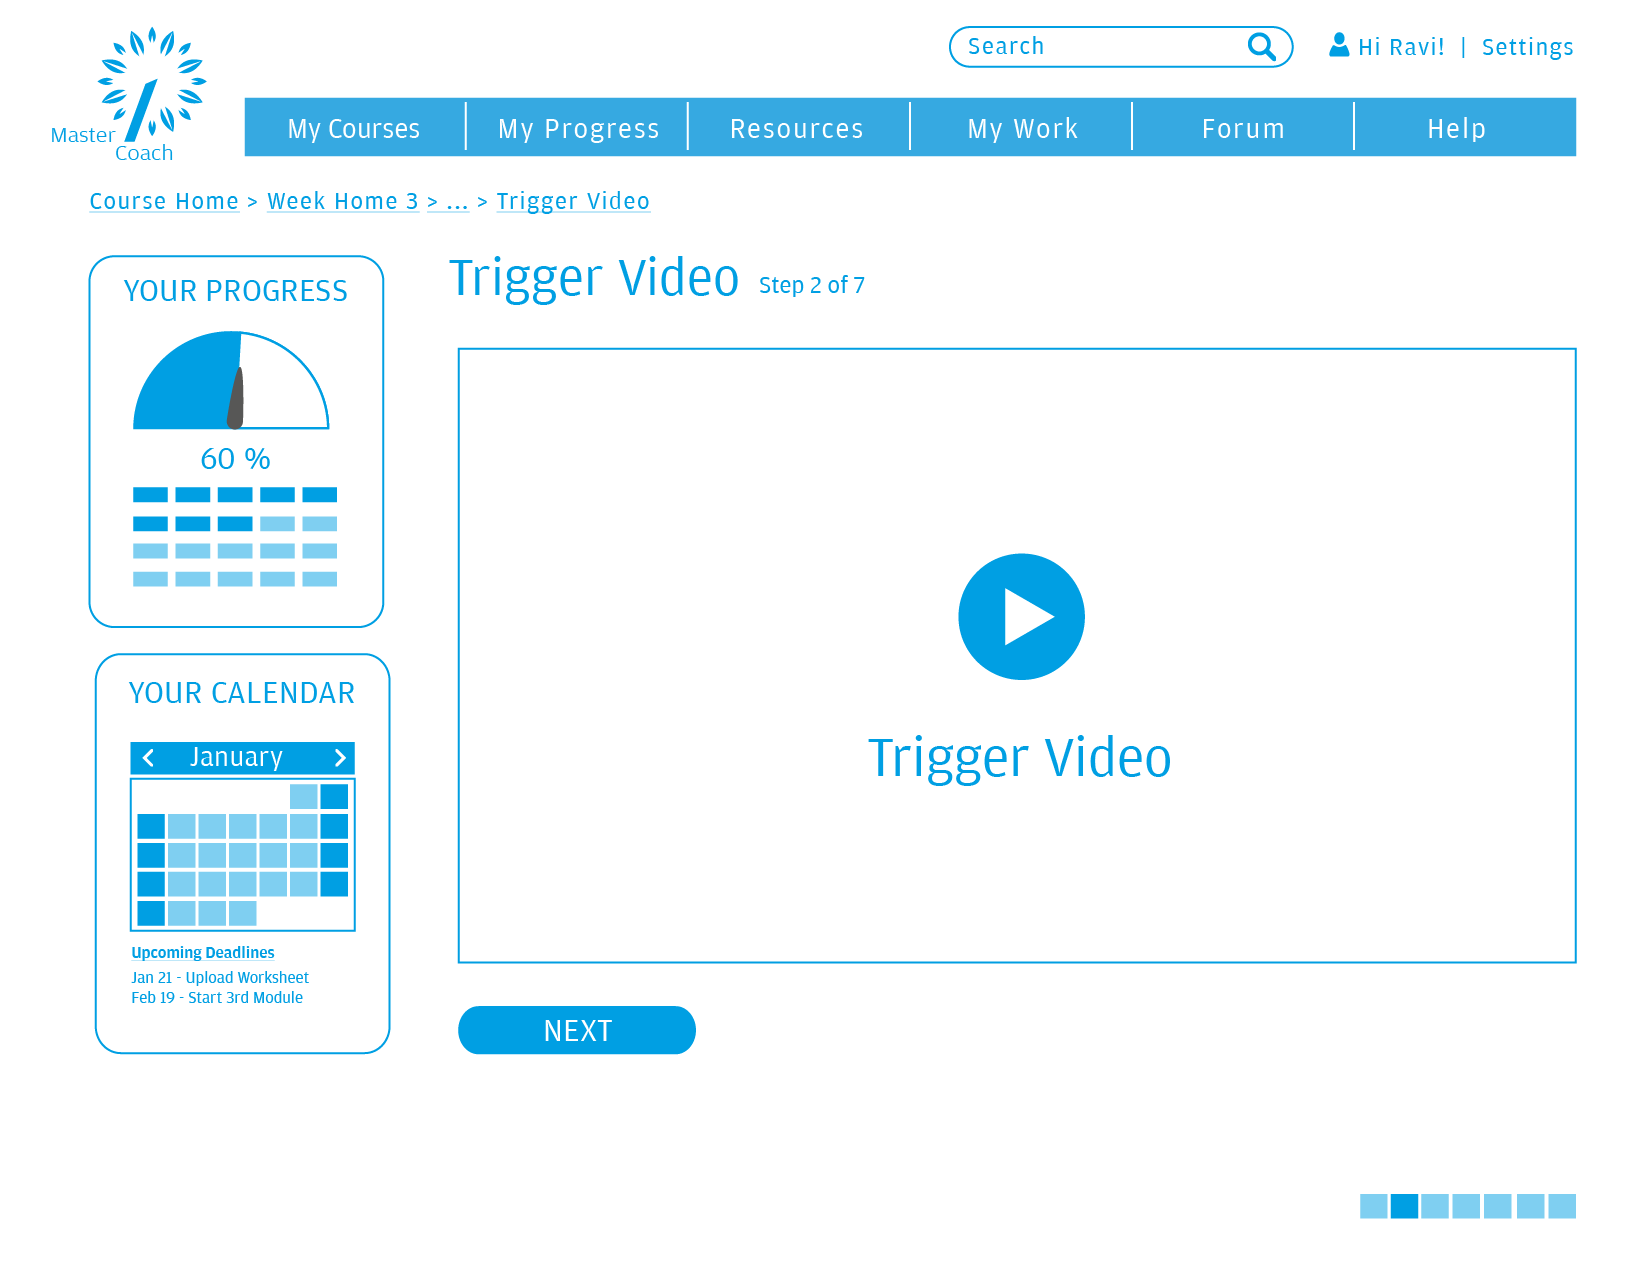 Search
Hi Ravi! | Settings
Master
Coach
My Courses
My Progress
Resources
My Work
Forum
Help
Course Home > Week Home 3 > ... > Trigger Video
YOUR PROGRESS
60 %
YOUR CALENDAR
January
Upcoming Deadlines
Jan 21 - Upload Worksheet
Feb 19 - Start 3rd Module
Trigger Video Step 2 of 7
Trigger Video
NEXT